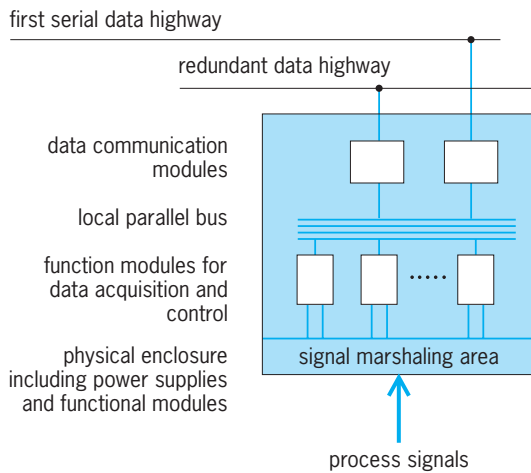 first serial data highway
redundant data highway
data communication
modules
local parallel bus
function modules for
data acquisition and
control
physical enclosure
including power supplies
and functional modules
signal marshaling area
process signals